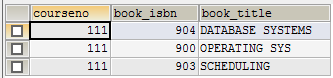 courseno book_isbn book_title
111 904 DATABASE SYSTEMS
111 900 OPERATING SYS
111 903 SCHEDULING